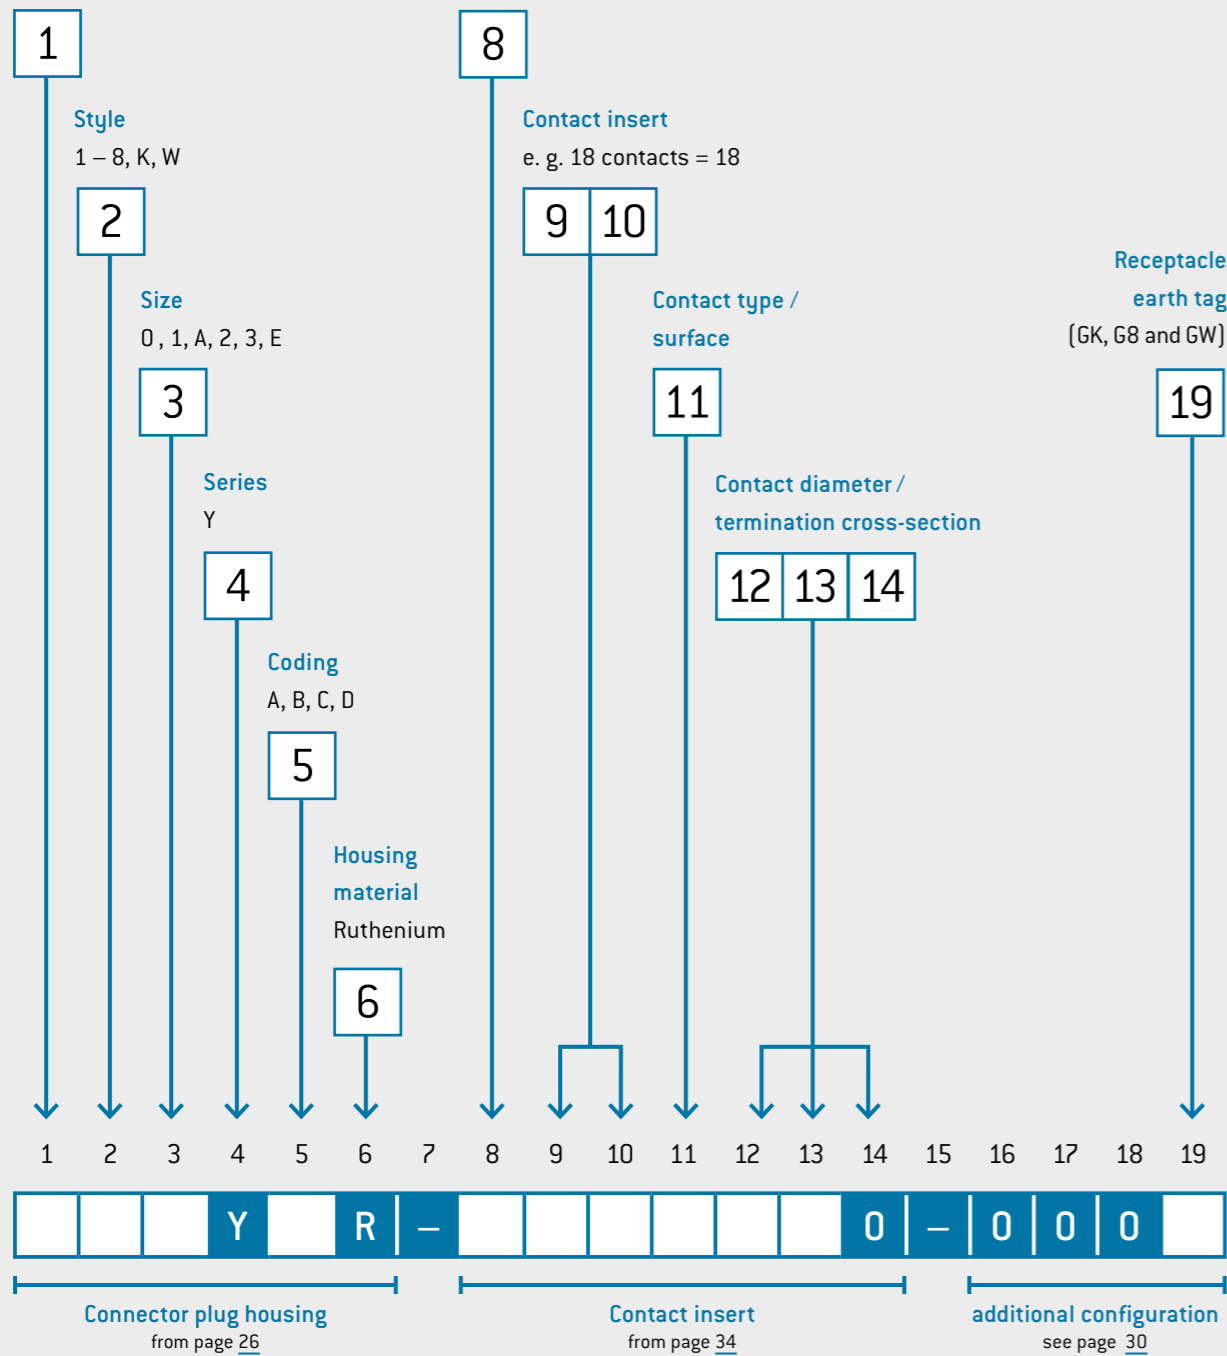 1
8
Style
1 – 8, K, W
Contact insert
e. g. 18 contacts = 18
2
9 10
Receptacle
earth tag
(GK, G8 and GW)
Size
0 , 1, A, 2, 3, E
Contact type /
surface
3
11
19
Series
Y
Contact diameter /
termination cross-section
4
12 13 14
Coding
A, B, C, D
5
Housing
material
Ruthenium
6
1 2 3 4 5 6 7 8 9 10 11 12 13 14 15 16 17 18 19
Y R – 0 – 0 0 0
Connector plug housing
from page 26
Contact insert
from page 34
additional configuration
see page 30